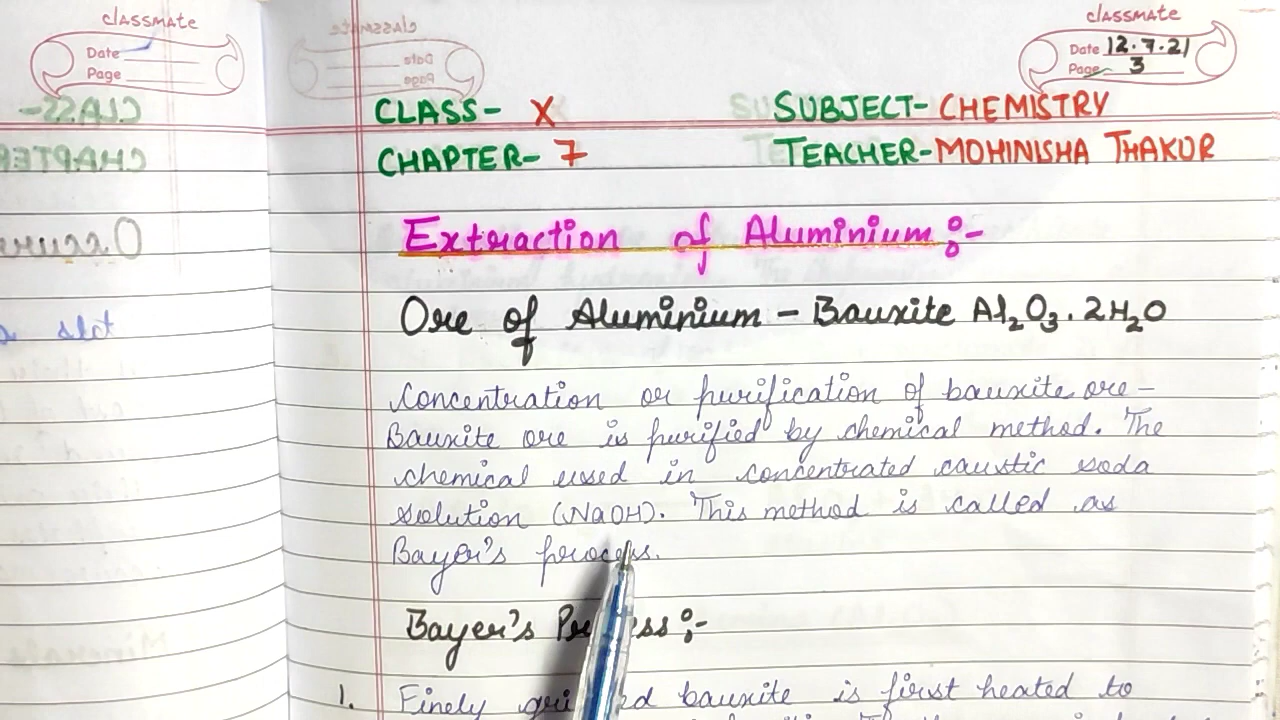 classmate
Date
Page
classmate
Date 12.7.21
Page 3
CLASS- X SUBJECT- CHEMISTRY
CHAPTER- 7 TEACHER- MOHINISHA THAKUR
Extraction of Aluminium:-
Ore of Aluminium - Bauxite Al₂O₃.2H₂O
Concentration or purification of bauxite ore-
Bauxite ore is purified by chemical method. The
chemical used in concentrated caustic soda
solution (NaOH). This method is called as
Bayer's process.
Bayer's Process:-
1. Finely bauxite is first heated to